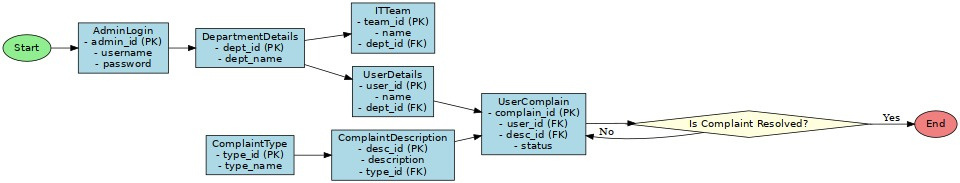 Start
AdminLogin
- admin_id (PK)
- username
- password
DepartmentDetails
- dept_id (PK)
- dept_name
ITTeam
- team_id (PK)
- name
- dept_id (FK)
UserDetails
- user_id (PK)
- name
- dept_id (FK)
ComplaintType
- type_id (PK)
- type_name
ComplaintDescription
- desc_id (PK)
- description
- type_id (FK)
UserComplain
- complain_id (PK)
- user_id (FK)
- desc_id (FK)
- status
Is Complaint Resolved?
No
Yes
End